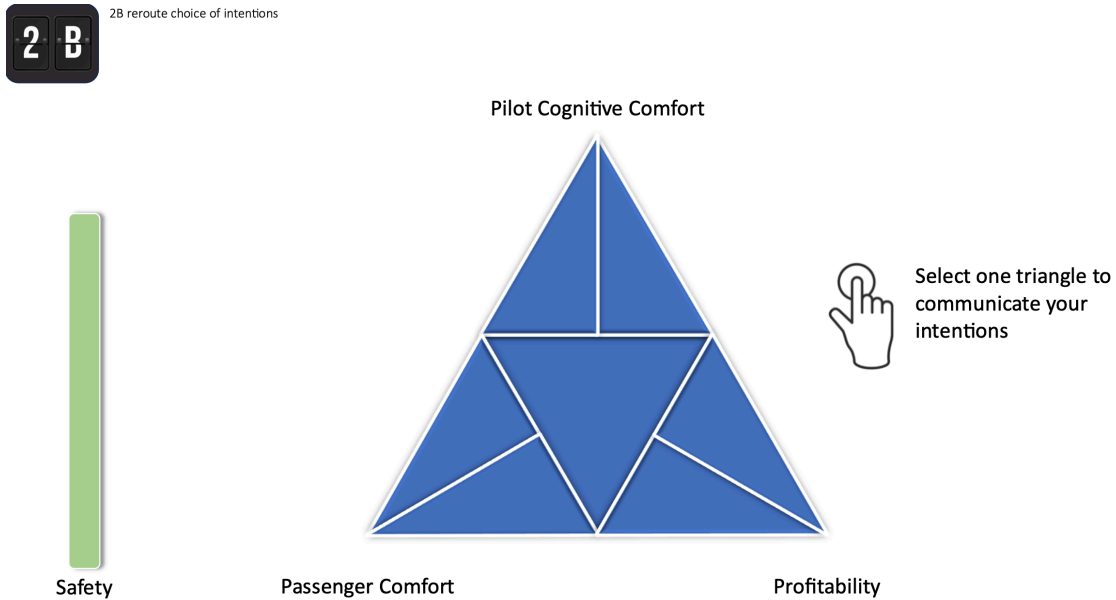 2 B
2B reroute choice of intentions
Pilot Cognitive Comfort
Select one triangle to
communicate your
intentions
Safety
Passenger Comfort
Profitability